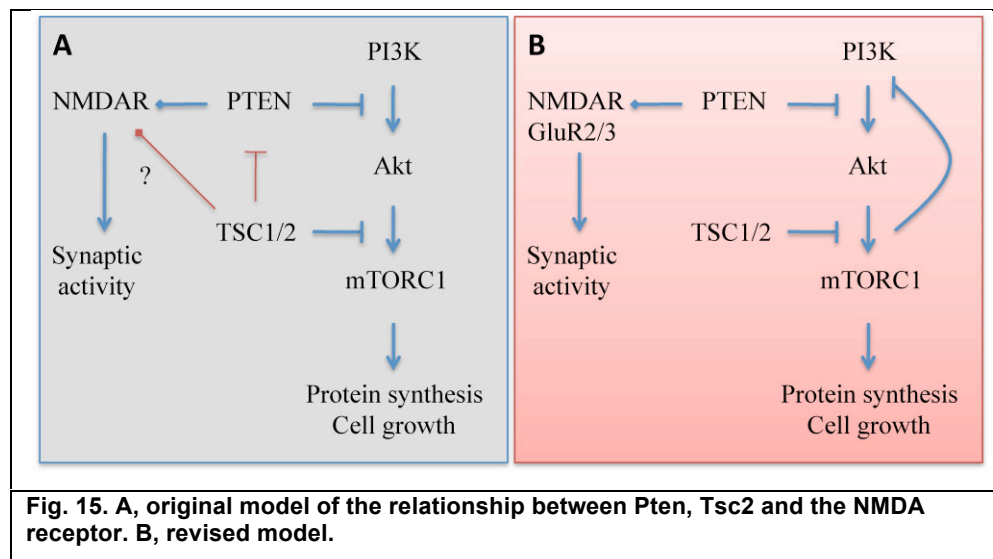 A
PI3K
NMDAR
PTEN
Akt
?
TSC1/2
Synaptic
activity
mTORC1
Protein synthesis
Cell growth
B
PI3K
NMDAR
GluR2/3
PTEN
Akt
TSC1/2
Synaptic
activity
mTORC1
Protein synthesis
Cell growth
Fig. 15. A, original model of the relationship between Pten, Tsc2 and the NMDA
receptor. B, revised model.